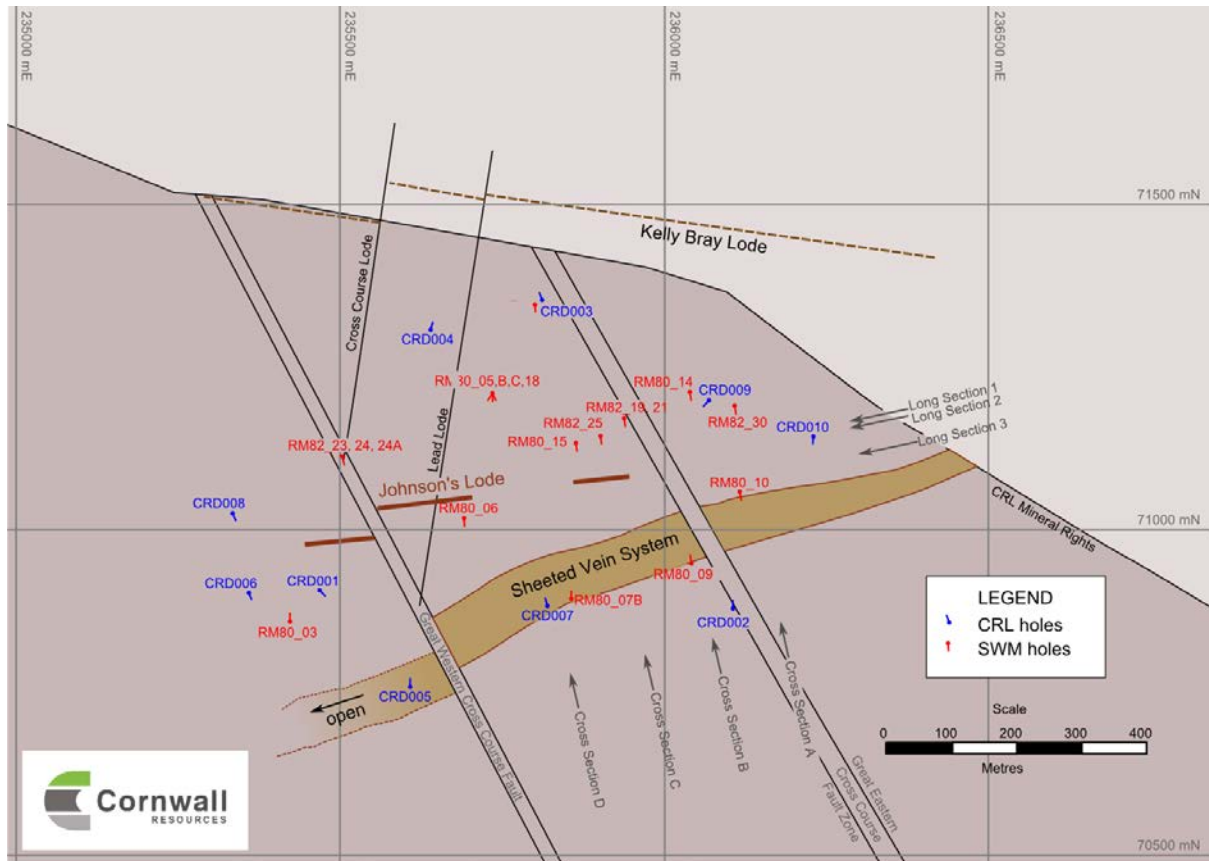 235000 mE
235500 mE
236000 mE
236500 mE
71500 mN
Kelly Bray Lode
Cross Course Lode
CRD003
CRD004
Lead Lode
RM80_05,B,C,18
RM80_14
CRD009
Long Section 1
Long Section 2
RM82_19, 21
RM82_30
RM82_25
RM80_15
CRD010
Long Section 3
RM82_23, 24, 24A
Johnson's Lode
RM80_10
CRD008
RM80_06
CRL Mineral Rights
71000 mN
Sheeted Vein System
CRD006
CRD001
RM80_09
RM80_07B
CRD007
CRD002
RM80_03
LEGEND
CRL holes
SWM holes
Great Western Cross Course Fault
CRD005
open
Cross Section A
Cross Section B
Cross Section C
Cross Section D
Great Eastern
Cross Course
Fault Zone
Scale
0 100 200 300 400
Metres
Cornwall
RESOURCES
70500 mN